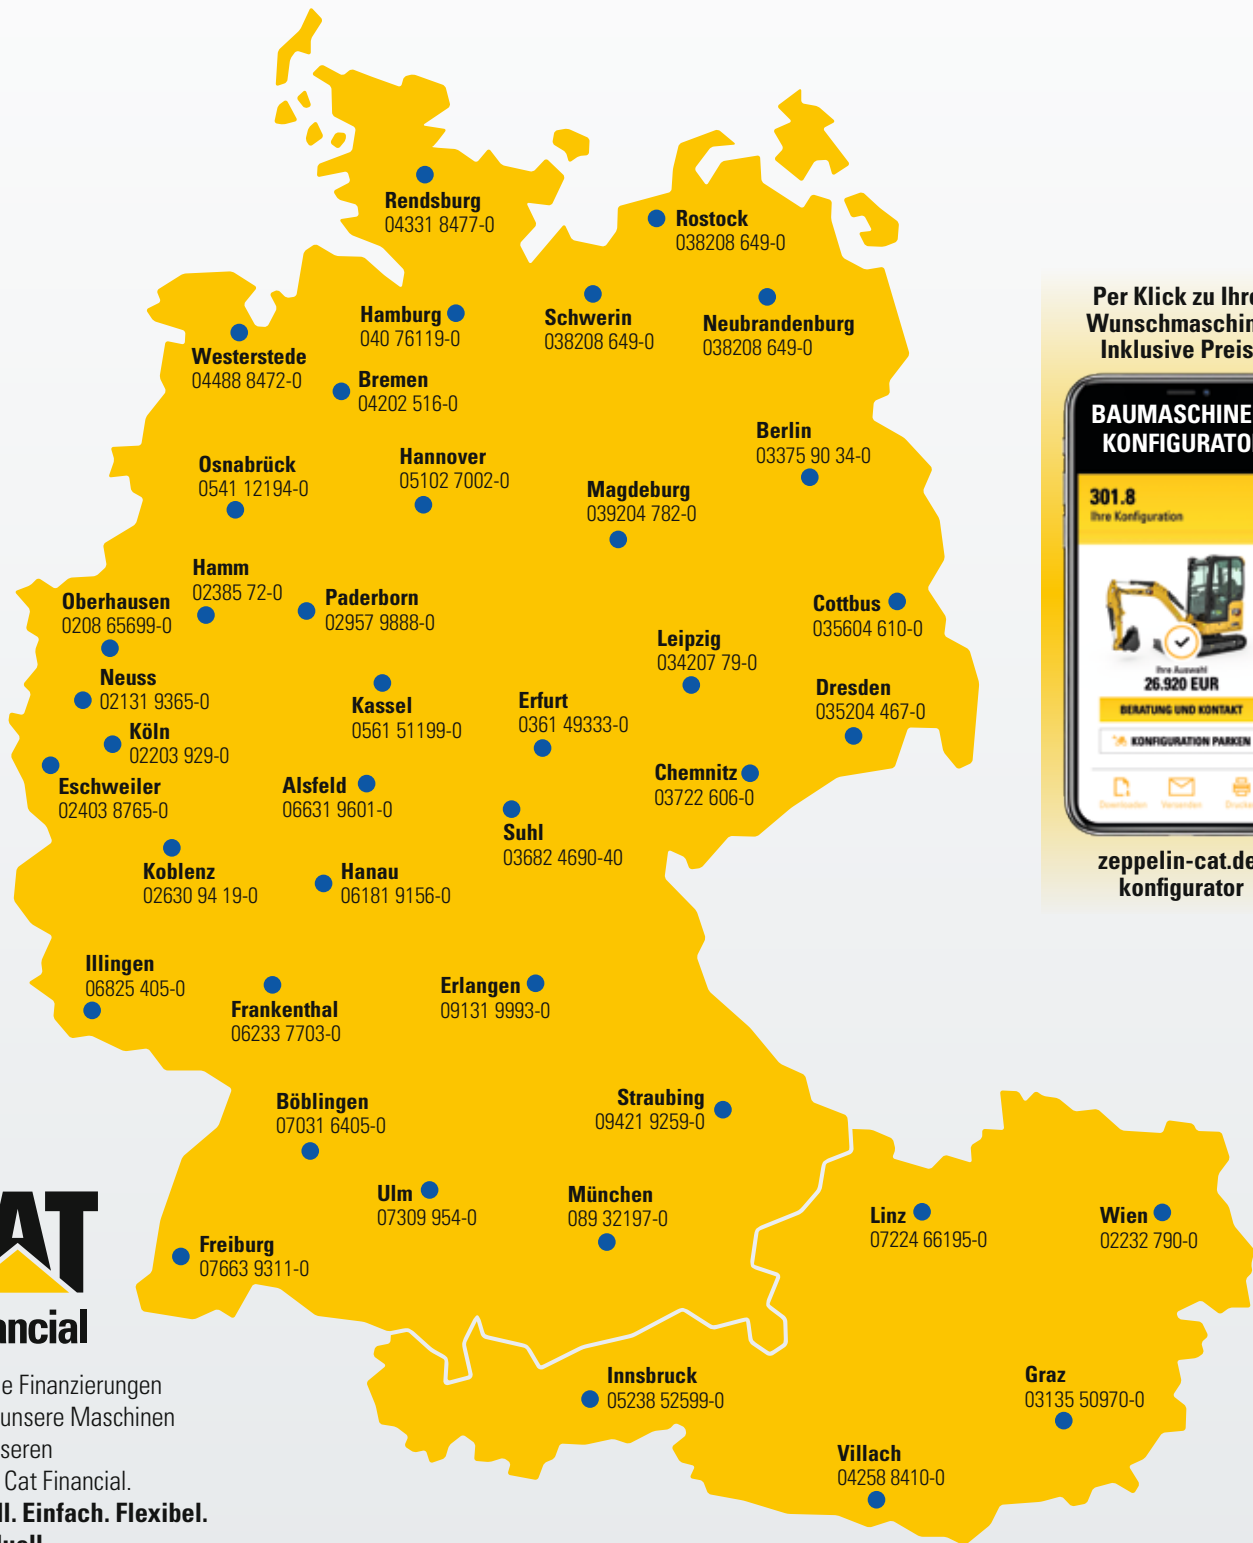 Rendsburg
04331 8477-0
Rostock
038208 649-0
Hamburg
040 76119-0
Schwerin
038208 649-0
Neubrandenburg
038208 649-0
Westerstede
04488 8472-0
Bremen
04202 516-0
Berlin
03375 90 34-0
Osnabrück
0541 12194-0
Hannover
05102 7002-0
Magdeburg
039204 782-0
Hamm
02385 72-0
Oberhausen
0208 65699-0
Paderborn
02957 9888-0
Cottbus
035604 610-0
Leipzig
034207 79-0
Neuss
02131 9365-0
Kassel
0561 51199-0
Erfurt
0361 49333-0
Dresden
035204 467-0
Köln
02203 929-0
Eschweiler
02403 8765-0
Alsfeld
06631 9601-0
Chemnitz
03722 606-0
Suhl
03682 4690-40
Koblenz
02630 94 19-0
Hanau
06181 9156-0
Illingen
06825 405-0
Frankenthal
06233 7703-0
Erlangen
09131 9993-0
Böblingen
07031 6405-0
Straubing
09421 9259-0
Ulm
07309 954-0
München
089 32197-0
Freiburg
07663 9311-0
Linz
07224 66195-0
Wien
02232 790-0
Innsbruck
05238 52599-0
Graz
03135 50970-0
Villach
04258 8410-0
Per Klick zu Ihre
Wunschmaschin
Inklusive Preis
BAUMASCHINE
KONFIGURATO
301.8
Ihre Konfiguration
Ihre Auswahl
26.920 EUR
BERATUNG UND KONTAKT
KONFIGURATION PARKEN
Downloaden Versenden Drucke
zeppelin-cat.de
konfigurator
AT
ancial
e Finanzierungen
unsere Maschinen
seren
Cat Financial.
ll. Einfach. Flexibel.